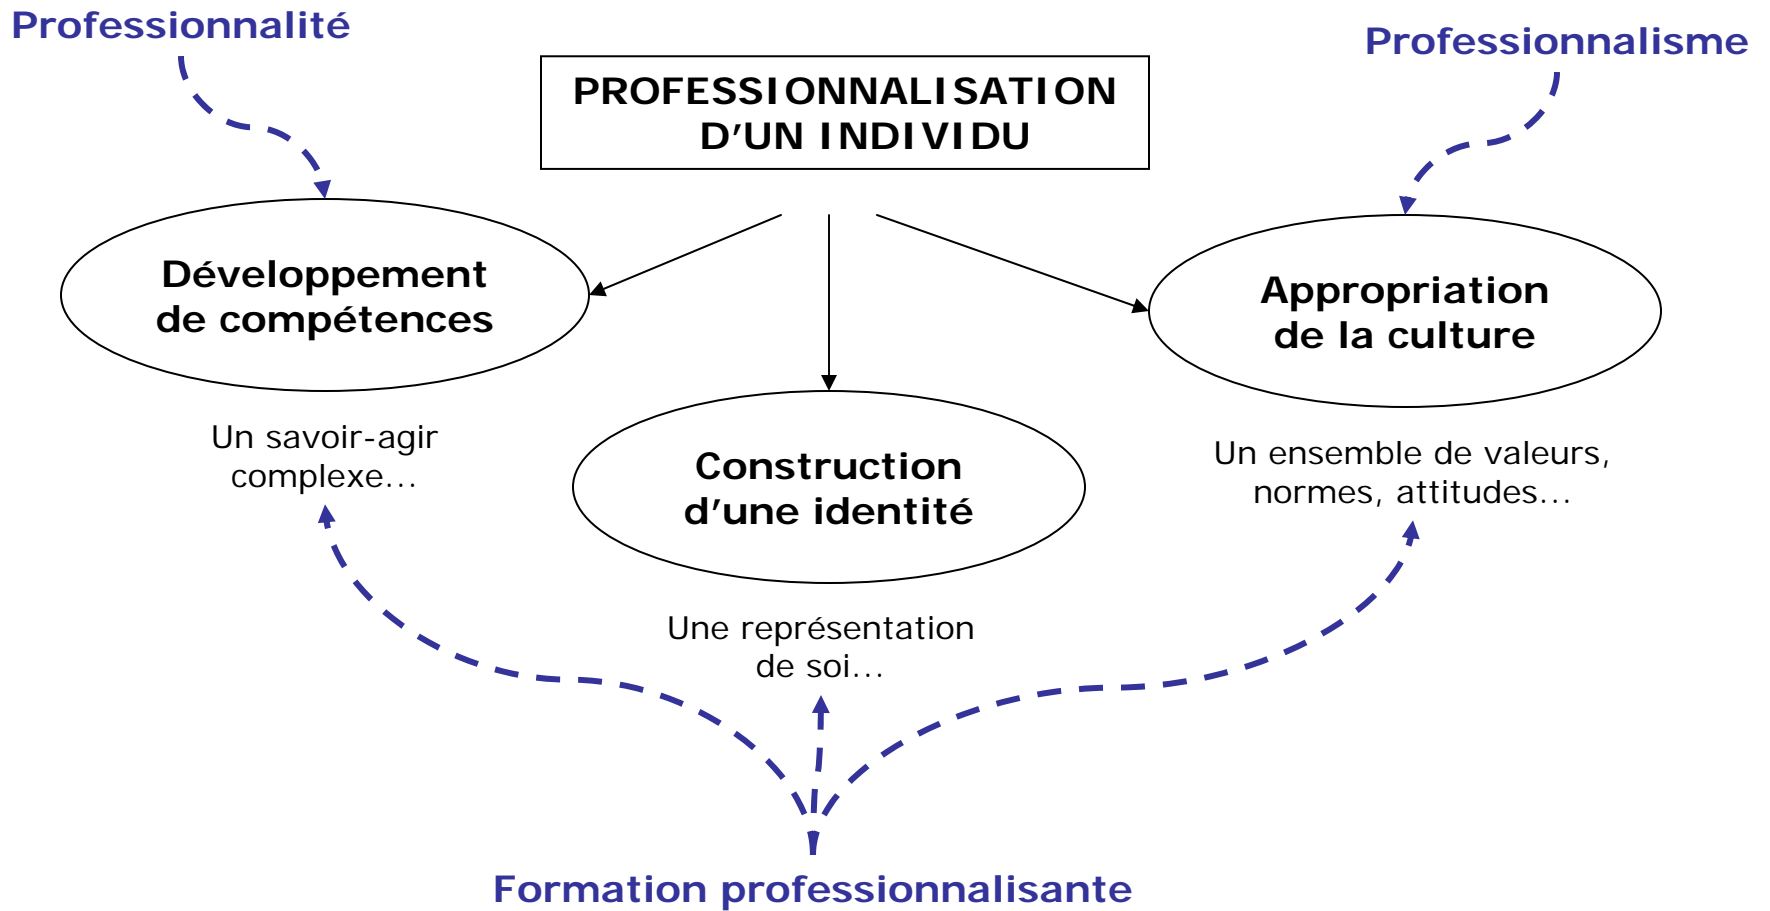 Professionnalité
Professionnalisme
PROFESSIONNALISATION
D’UN INDIVIDU
Développement
de compétences
Appropriation
de la culture
Un savoir-agir
complexe…
Construction
d’une identité
Un ensemble de valeurs,
normes, attitudes…
Une représentation
de soi…
Formation professionnalisante